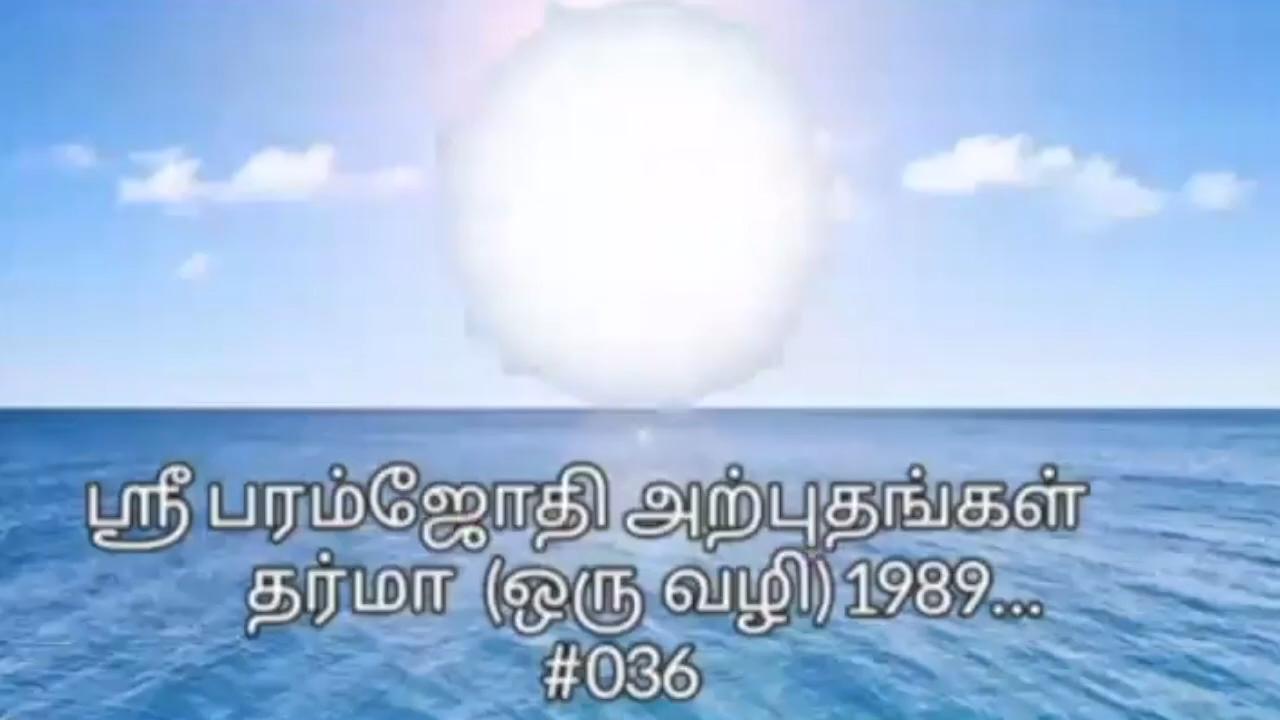 ஸ்ரீ பரம்ஜோதி அற்புதங்கள்
தர்மா (ஒரு வழி) 1989...
#036